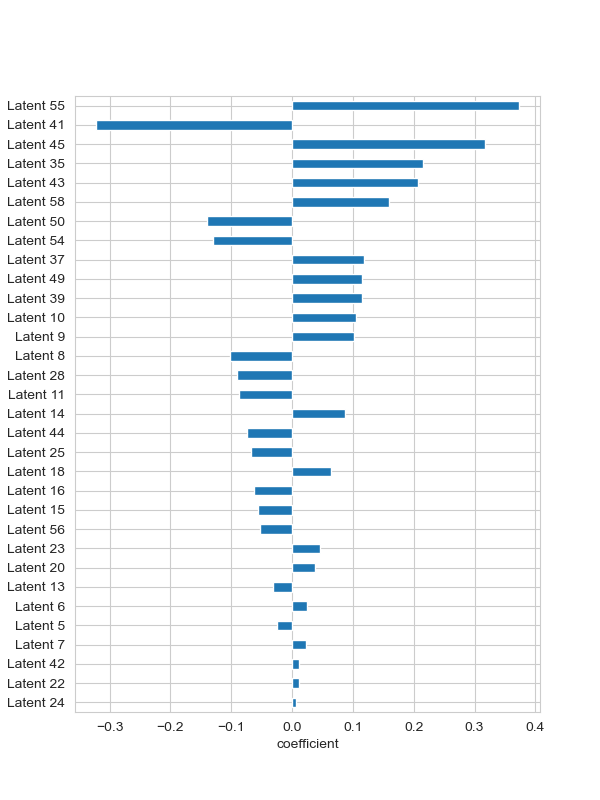 Latent 55
Latent 41
Latent 45
Latent 35
Latent 43
Latent 58
Latent 50
Latent 54
Latent 37
Latent 49
Latent 39
Latent 10
Latent 9
Latent 8
Latent 28
Latent 11
Latent 14
Latent 44
Latent 25
Latent 18
Latent 16
Latent 15
Latent 56
Latent 23
Latent 20
Latent 13
Latent 6
Latent 5
Latent 7
Latent 42
Latent 22
Latent 24
−0.3 −0.2 −0.1 0.0 0.1 0.2 0.3 0.4
coefficient